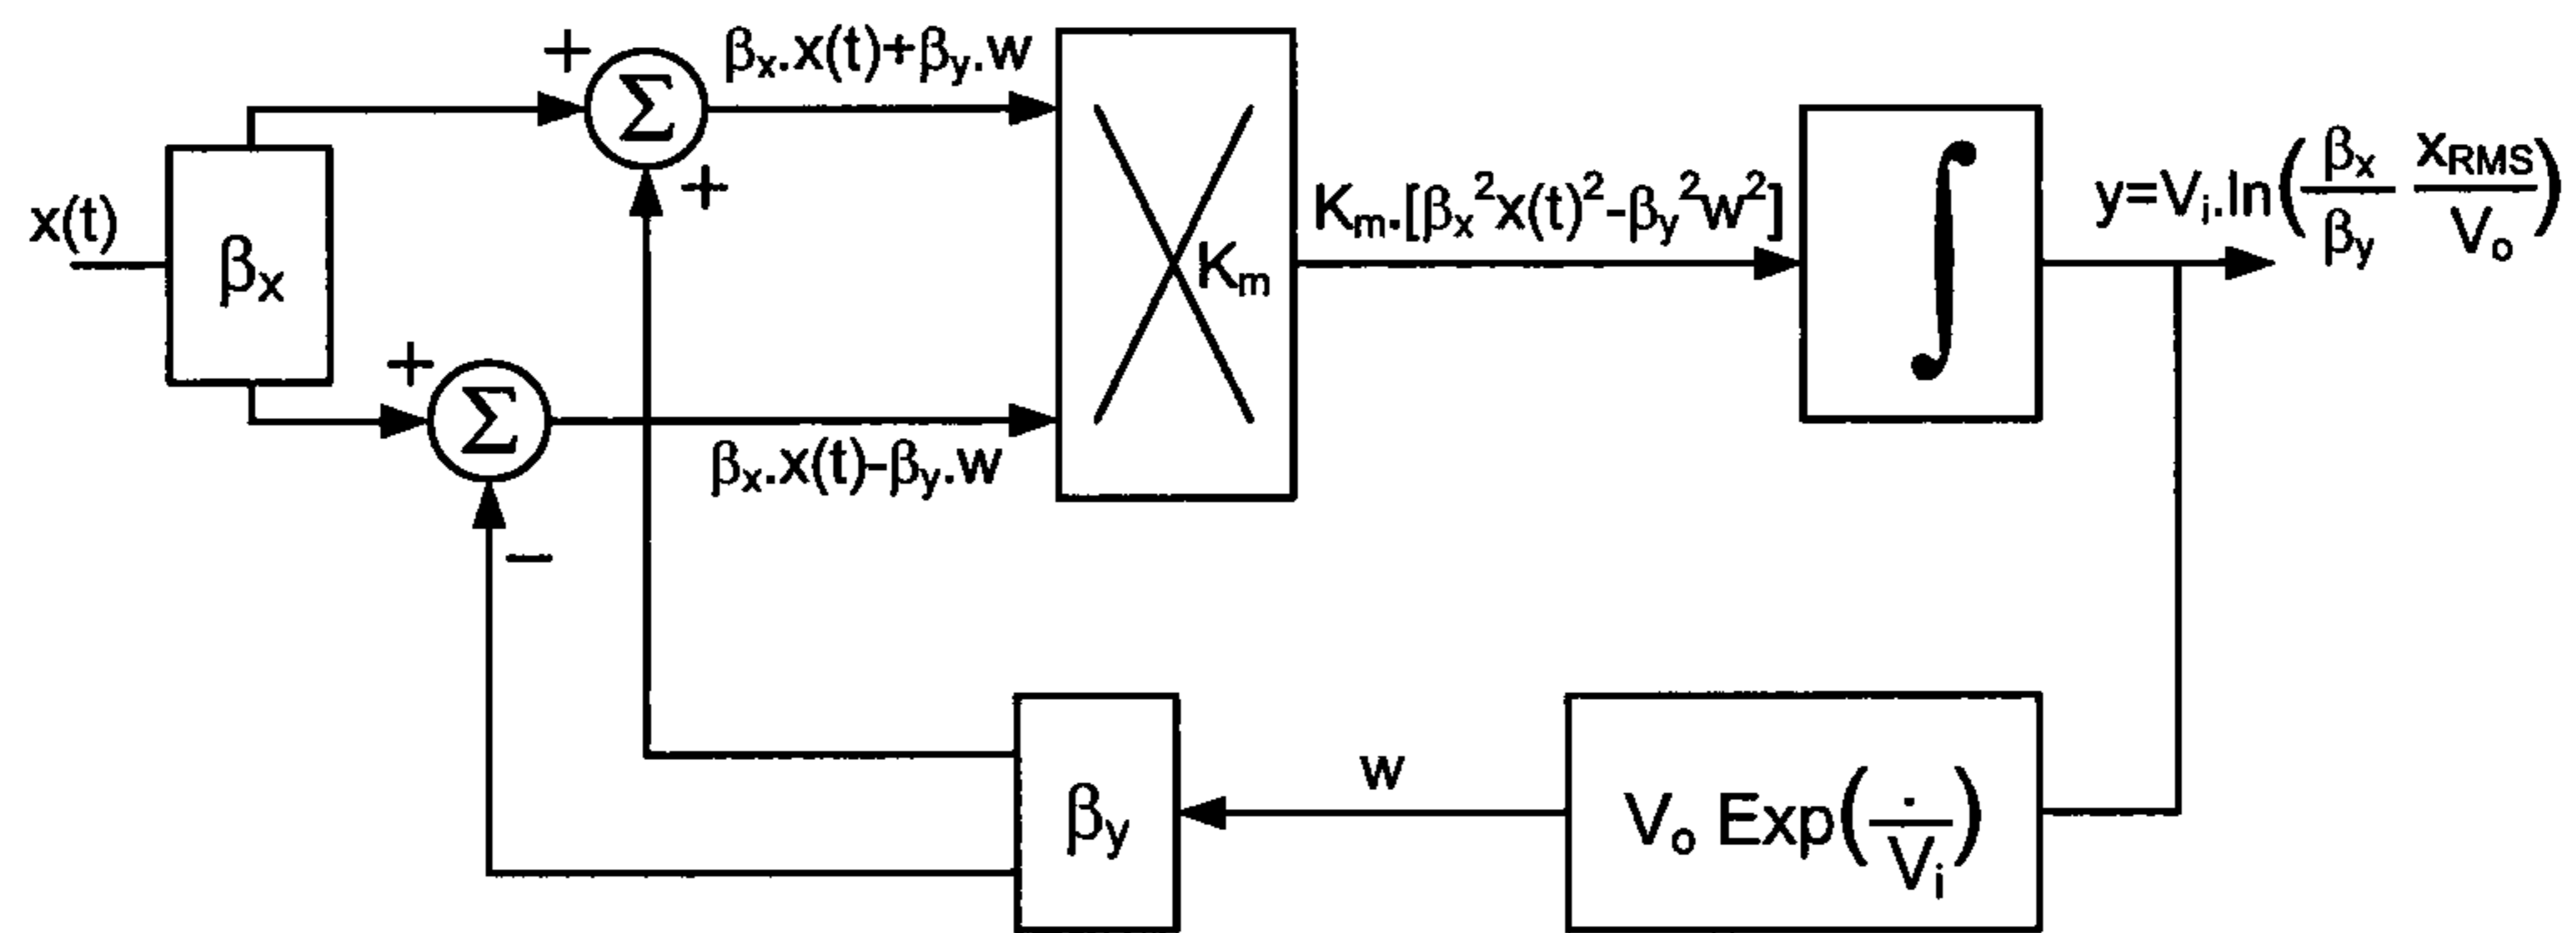 x(t)
βx
+
Σ
+
βx.x(t)+βy.w
+
Σ
−
βx.x(t)-βy.w
Km
Km.[βx²x(t)²-βy²w²]
∫
y=Vi.ln(βx/βy xRMS/Vo)
Vo Exp(./Vi)
w
βy